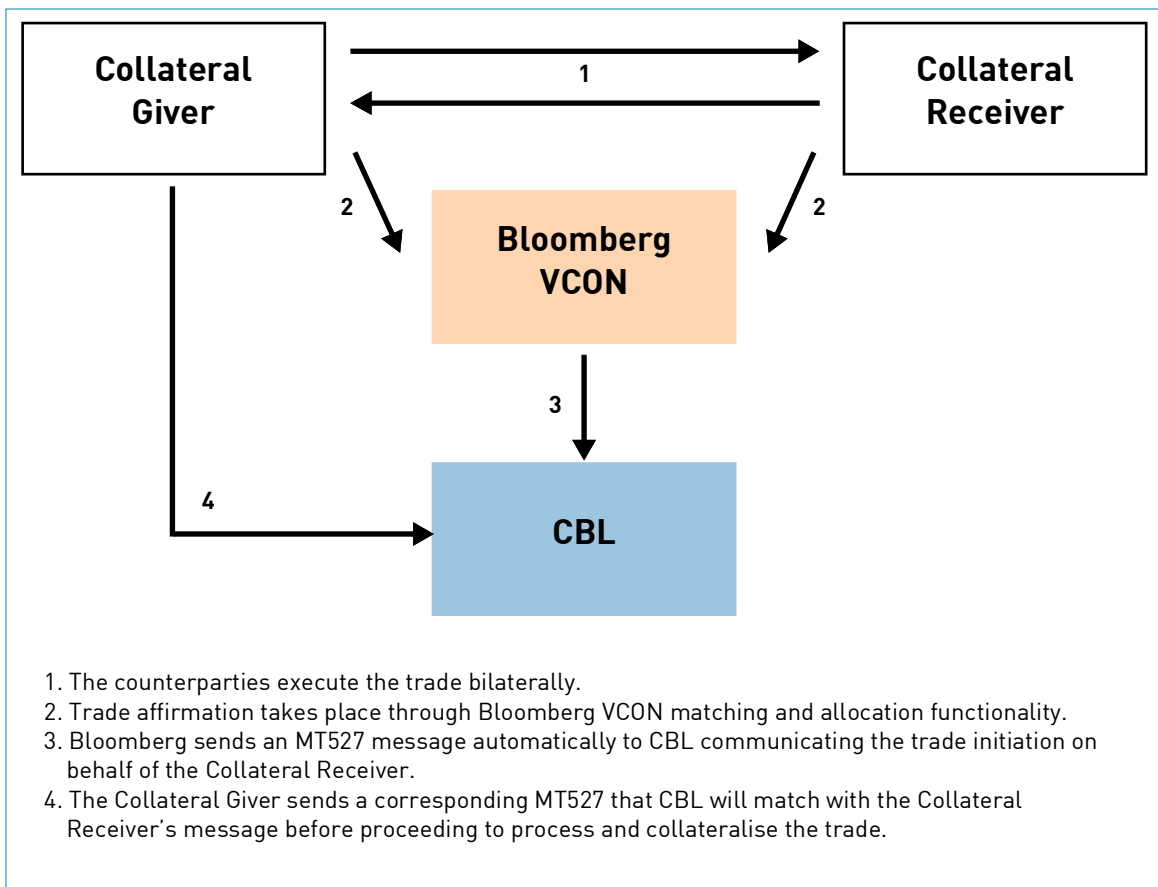 Collateral
Giver
1
Collateral
Receiver
2
2
Bloomberg
VCON
3
4
CBL
1. The counterparties execute the trade bilaterally.
2. Trade affirmation takes place through Bloomberg VCON matching and allocation functionality.
3. Bloomberg sends an MT527 message automatically to CBL communicating the trade initiation on
behalf of the Collateral Receiver.
4. The Collateral Giver sends a corresponding MT527 that CBL will match with the Collateral
Receiver's message before proceeding to process and collateralise the trade.